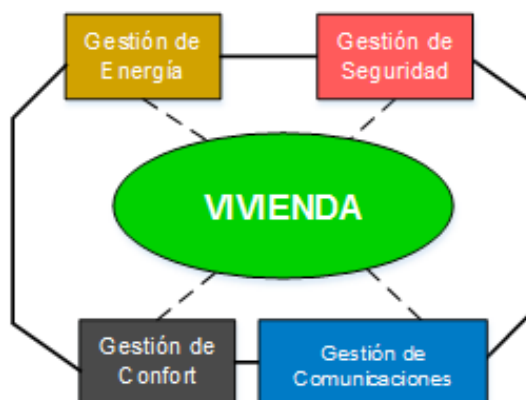 Gestión de
Energía
Gestión de
Seguridad
VIVIENDA
Gestión de
Confort
Gestión de
Comunicaciones